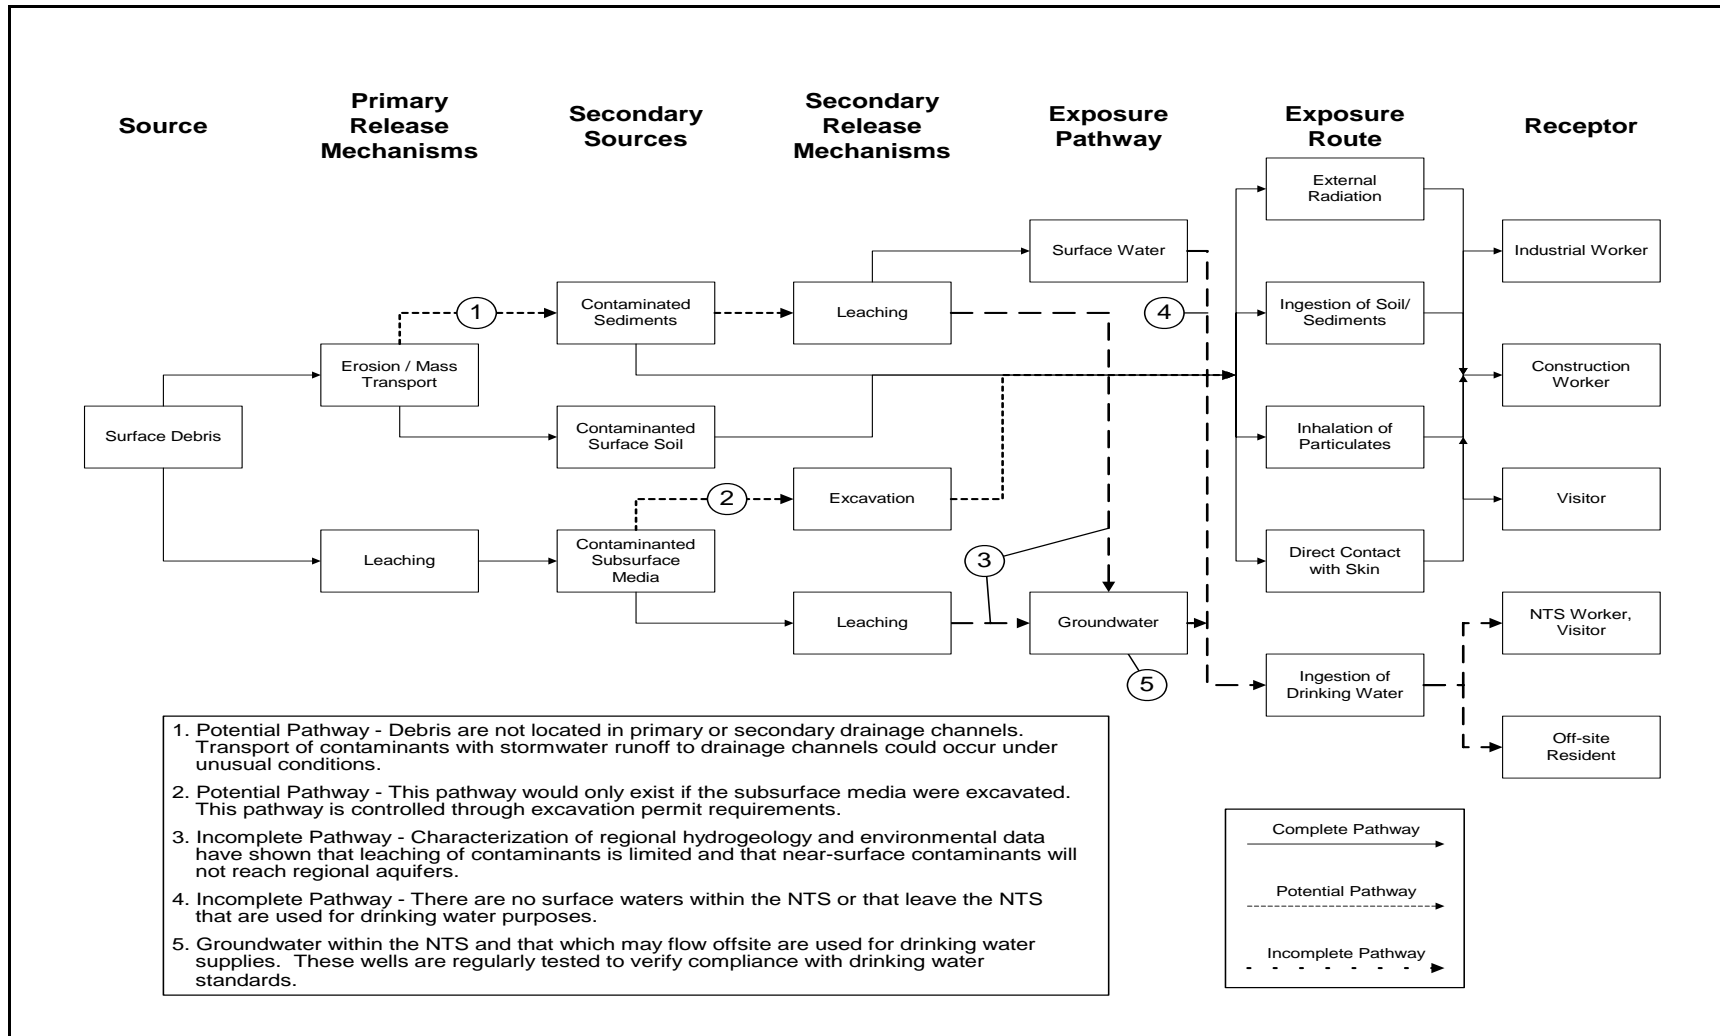 Source
Primary
Release
Mechanisms
Secondary
Sources
Secondary
Release
Mechanisms
Exposure
Pathway
Exposure
Route
Receptor
External
Radiation
Surface Water
Industrial Worker
1
Contaminated
Sediments
Leaching
4
Ingestion of Soil/
Sediments
Erosion / Mass
Transport
Construction
Worker
Surface Debris
Contaminanted
Surface Soil
Inhalation of
Particulates
2
Excavation
Visitor
Leaching
Contaminanted
Subsurface
Media
3
Direct Contact
with Skin
Leaching
Groundwater
NTS Worker,
Visitor
5
Ingestion of
Drinking Water
Off-site
Resident
1. Potential Pathway - Debris are not located in primary or secondary drainage channels.
Transport of contaminants with stormwater runoff to drainage channels could occur under
unusual conditions.
2. Potential Pathway - This pathway would only exist if the subsurface media were excavated.
This pathway is controlled through excavation permit requirements.
3. Incomplete Pathway - Characterization of regional hydrogeology and environmental data
have shown that leaching of contaminants is limited and that near-surface contaminants will
not reach regional aquifers.
4. Incomplete Pathway - There are no surface waters within the NTS or that leave the NTS
that are used for drinking water purposes.
5. Groundwater within the NTS and that which may flow offsite are used for drinking water
supplies. These wells are regularly tested to verify compliance with drinking water
standards.
Complete Pathway
Potential Pathway
Incomplete Pathway